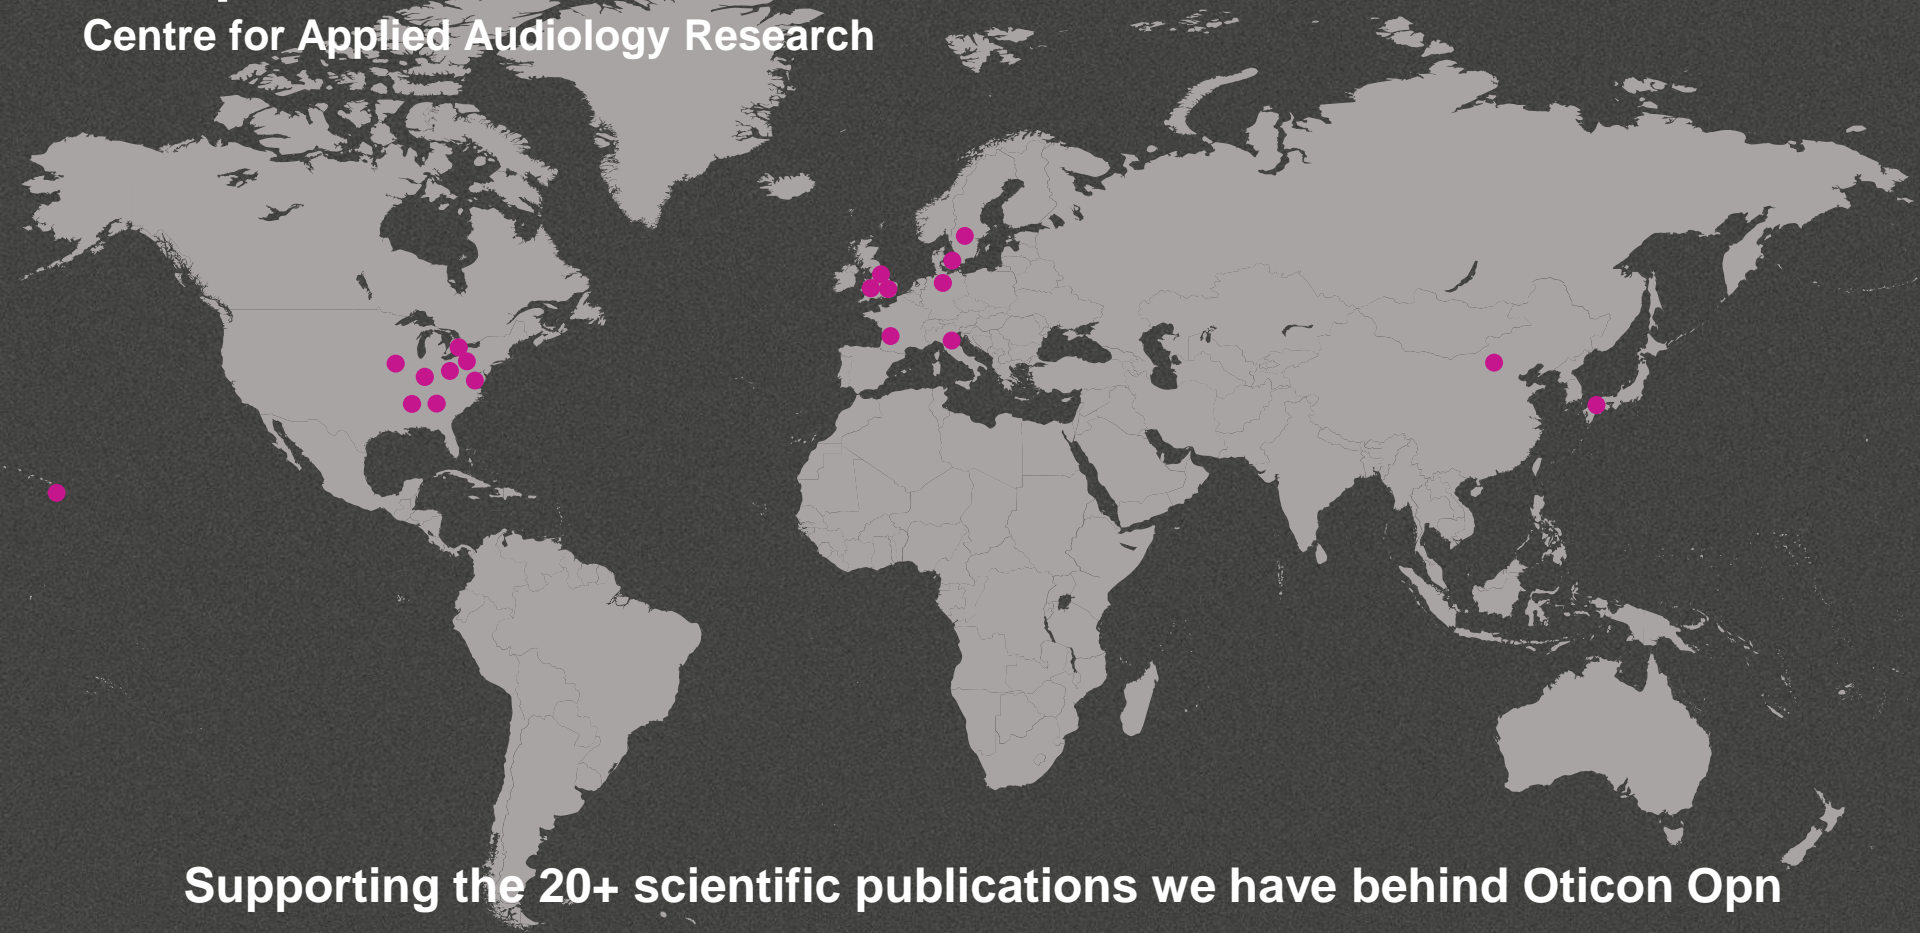 Centre for Applied Audiology Research
Supporting the 20+ scientific publications we have behind Oticon Opn